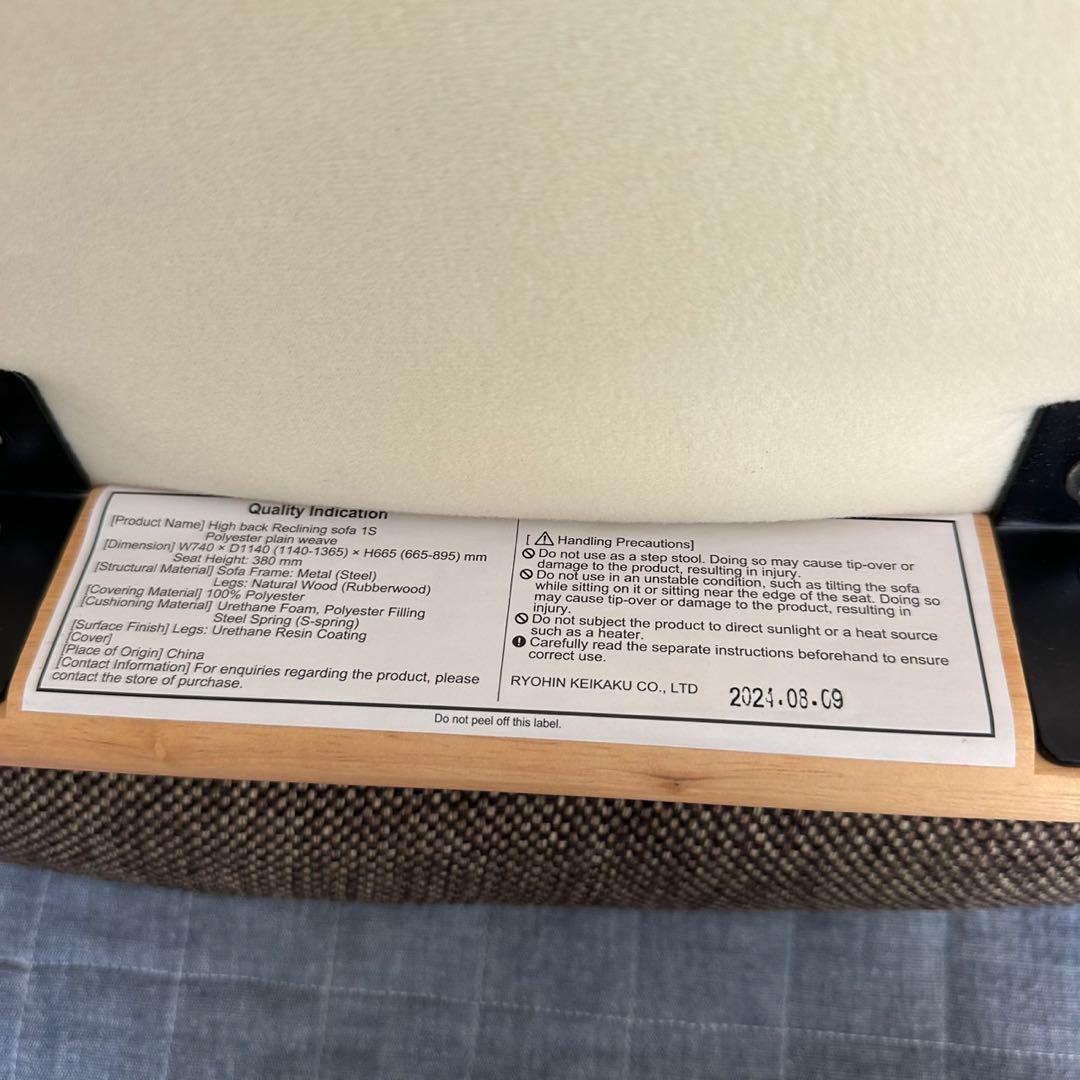 Quality Indication
[Product Name] High back Reclining sofa 1S
Polyester plain weave
[Dimension] W740 × D1140 (1140-1365) × H665 (665-895) mm
Seat Height: 380 mm
[Structural Material] Sofa Frame: Metal (Steel)
Legs: Natural Wood (Rubberwood)
[Covering Material] 100% Polyester
[Cushioning Material] Urethane Foam, Polyester Filling
Steel Spring (S-spring)
[Surface Finish] Legs: Urethane Resin Coating
[Cover]
[Place of Origin] China
[Contact Information] For enquiries regarding the product, please
contact the store of purchase.
[ Handling Precautions]
Do not use as a step stool. Doing so may cause tip-over or
damage to the product, resulting in injury.
Do not use in an unstable condition, such as tilting the sofa
while sitting on it or sitting near the edge of the seat. Doing so
may cause tip-over or damage to the product, resulting in
injury.
Do not subject the product to direct sunlight or a heat source
such as a heater.
Carefully read the separate instructions beforehand to ensure
correct use.
RYOHIN KEIKAKU CO., LTD
2024.08.09
Do not peel off this label.